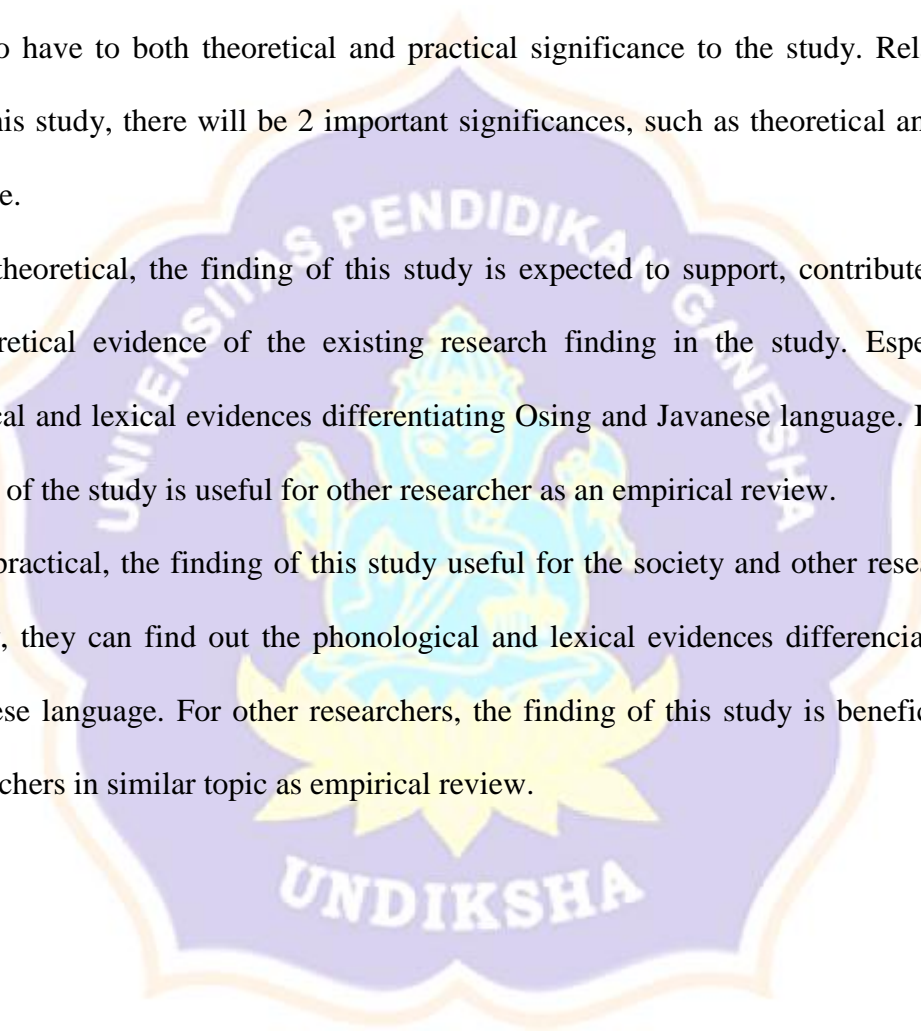 o have to both theoretical and practical significance to the study. Rel
his study, there will be 2 important significances, such as theoretical an
e.
theoretical, the finding of this study is expected to support, contribute
retical evidence of the existing research finding in the study. Espe
cal and lexical evidences differentiating Osing and Javanese language. I
of the study is useful for other researcher as an empirical review.
practical, the finding of this study useful for the society and other rese
, they can find out the phonological and lexical evidences differencia
ese language. For other researchers, the finding of this study is benefic
chers in similar topic as empirical review.
UNIVERSITAS PENDIDIKAN GANESHA
UNDIKSHA